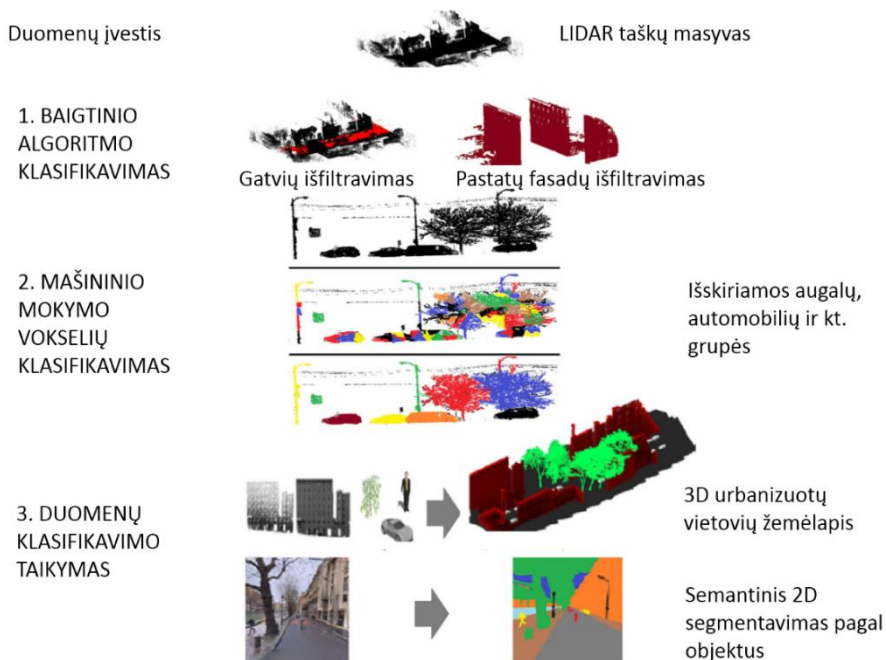 Duomenų įvestis
LIDAR taškų masyvas
1. BAIGTINIO
ALGORITMO
KLASIFIKAVIMAS
Gatvių išfiltravimas
Pastatų fasadų išfiltravimas
2. MAŠININIO
MOKYMO
VOKSELIŲ
KLASIFIKAVIMAS
Išskiriamos augalų,
automobilių ir kt.
grupės
3. DUOMENŲ
KLASIFIKAVIMO
TAIKYMAS
3D urbanizuotų
vietovių žemėlapis
Semantinis 2D
segmentavimas pagal
objektus